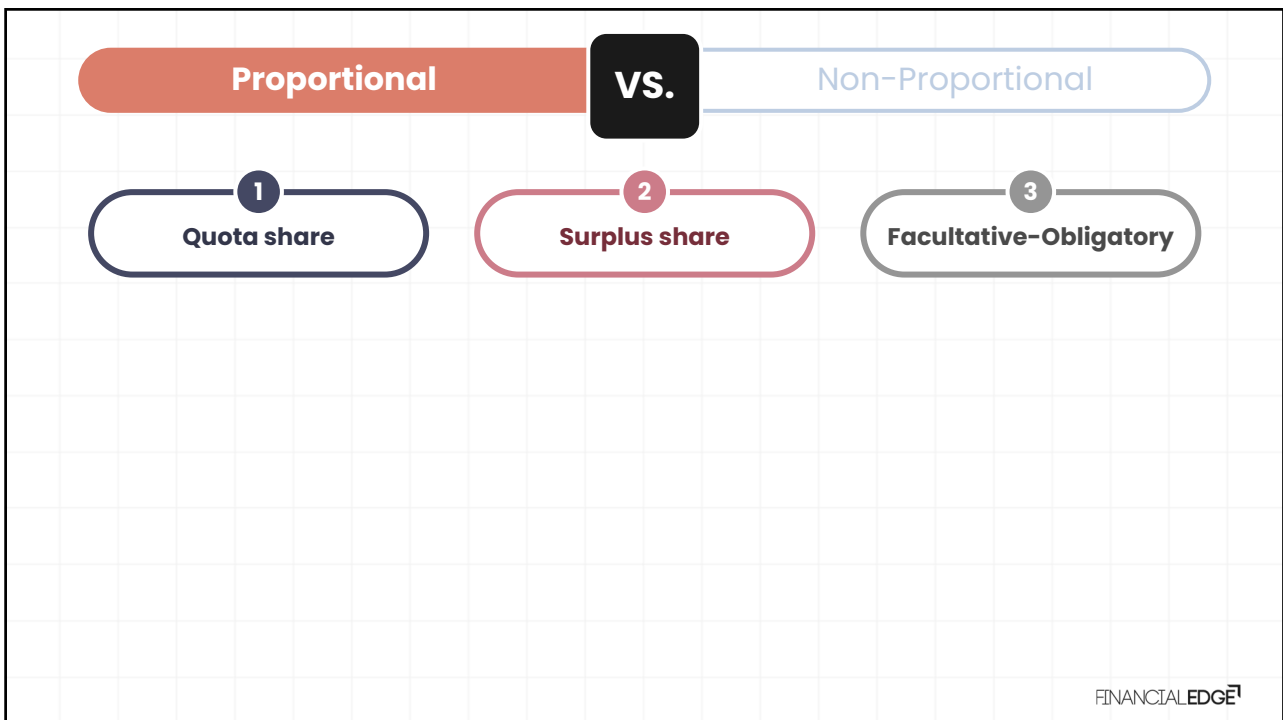 Proportional
VS.
Non-Proportional
1
2
3
Quota share
Surplus share
Facultative-Obligatory
FINANCIALEDGE